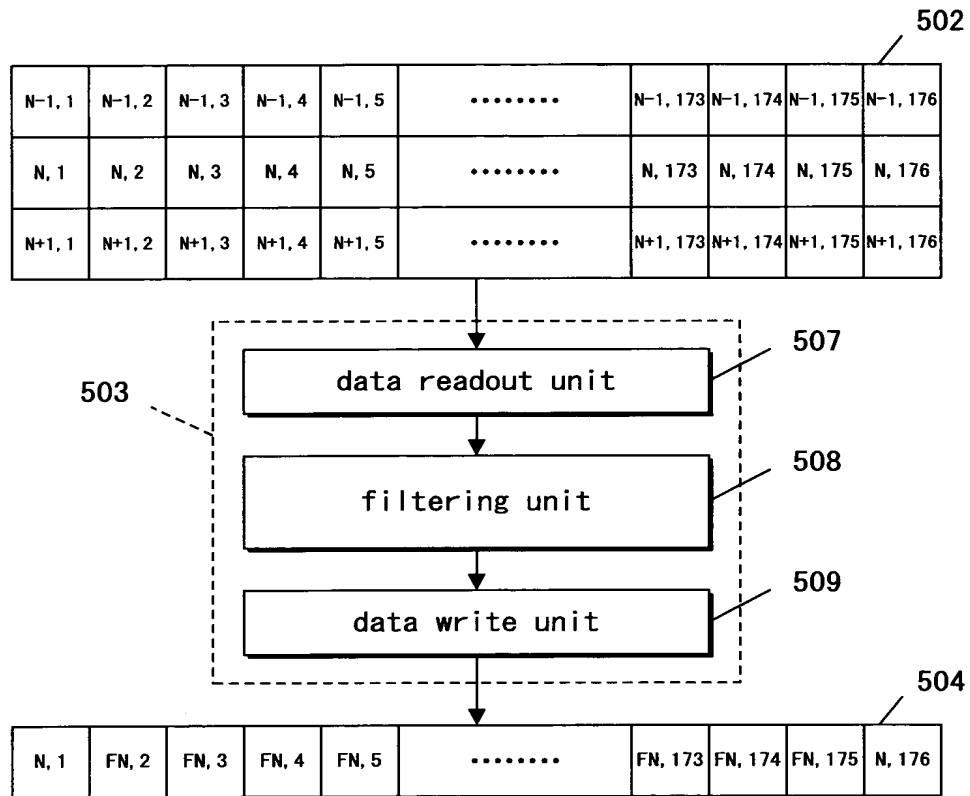 502
N-1, 1 N-1, 2 N-1, 3 N-1, 4 N-1, 5 ········ N-1, 173 N-1, 174 N-1, 175 N-1, 176
N, 1 N, 2 N, 3 N, 4 N, 5 ········ N, 173 N, 174 N, 175 N, 176
N+1, 1 N+1, 2 N+1, 3 N+1, 4 N+1, 5 ········ N+1, 173 N+1, 174 N+1, 175 N+1, 176
507
data readout unit
503
508
filtering unit
509
data write unit
504
N, 1 FN, 2 FN, 3 FN, 4 FN, 5 ········ FN, 173 FN, 174 FN, 175 N, 176